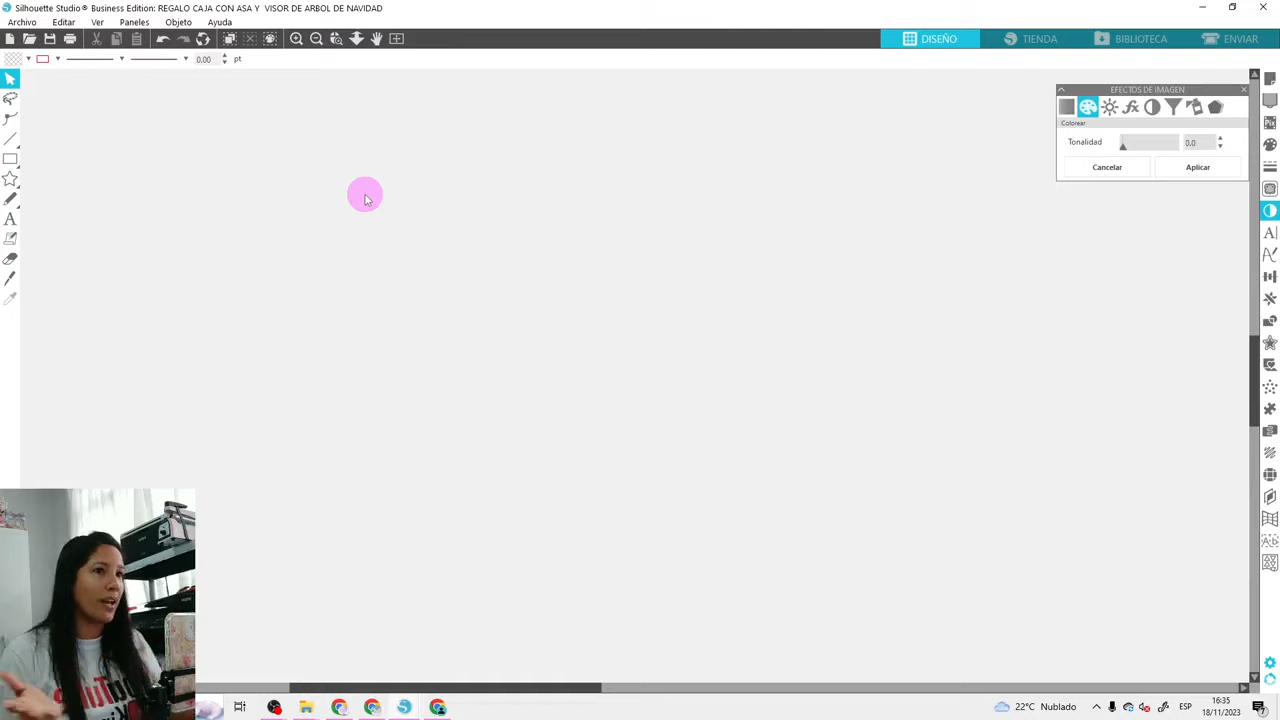 Silhouette Studio® Business Edition: REGALO CAJA CON ASA Y  VISOR DE ARBOL DE NAVIDAD
Archivo Editar Ver Paneles Objeto Ayuda
DISEÑO TIENDA BIBLIOTECA ENVIAR
0.00 pt
EFECTOS DE IMAGEN
Colorear
Tonalidad 0.0
Cancelar Aplicar
22°C Nublado ESP 16:35
18/11/2023